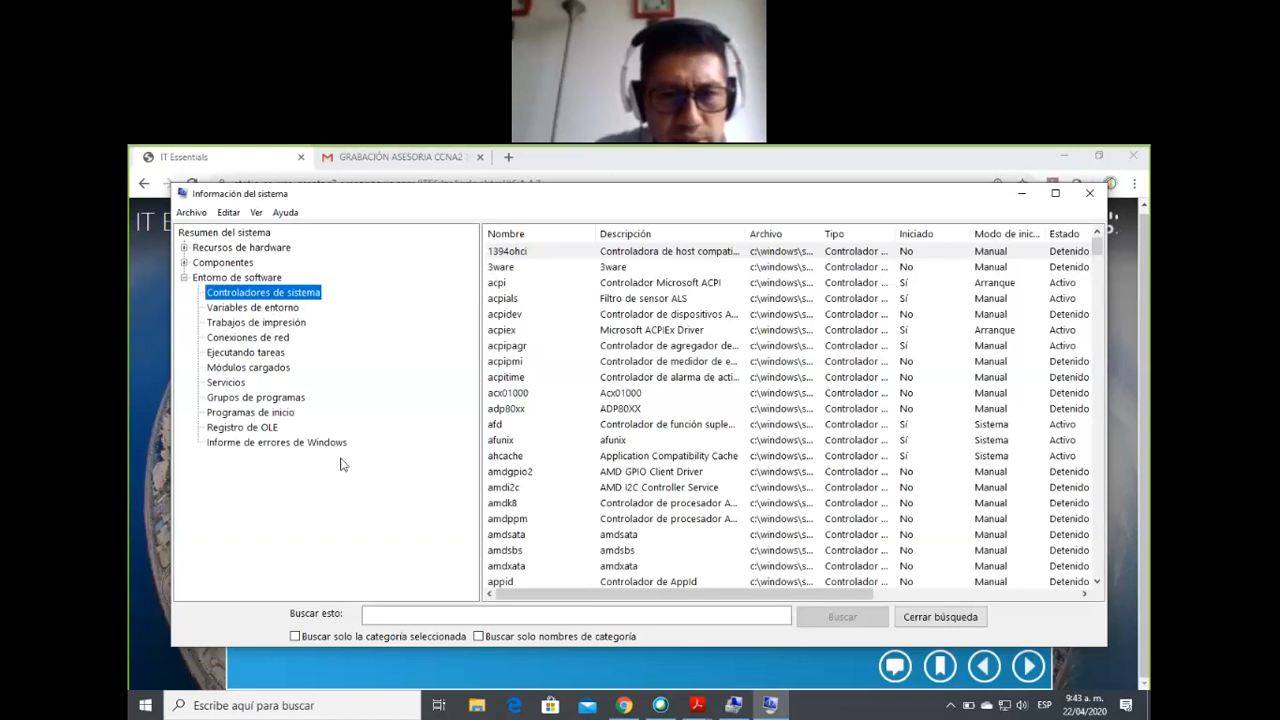 IT Essentials
GRABACIÓN ASESORIA CCNA2
Información del sistema
Archivo Editar Ver Ayuda
IT E
Resumen del sistema
Recursos de hardware
Componentes
Entorno de software
Controladores de sistema
Variables de entorno
Trabajos de impresión
Conexiones de red
Ejecutando tareas
Módulos cargados
Servicios
Grupos de programas
Programas de inicio
Registro de OLE
Informe de errores de Windows
Nombre Descripción Archivo Tipo Iniciado Modo de inic... Estado
1394ohci Controladora de host compati... c:\windows\s... Controlador ... No Manual Detenido
3ware 3ware c:\windows\s... Controlador ... No Manual Detenido
acpi Controlador Microsoft ACPI c:\windows\s... Controlador ... Sí Arranque Activo
acpials Filtro de sensor ALS c:\windows\s... Controlador ... Sí Manual Activo
acpidev Controlador de dispositivos A... c:\windows\s... Controlador ... No Manual Detenido
acpiex Microsoft ACPIEx Driver c:\windows\s... Controlador ... Sí Arranque Activo
acpipagr Controlador de agregador de... c:\windows\s... Controlador ... Sí Manual Activo
acpipmi Controlador de medidor de e... c:\windows\s... Controlador ... No Manual Detenido
acpitime Controlador de alarma de acti... c:\windows\s... Controlador ... No Manual Detenido
acx01000 Acx01000 c:\windows\s... Controlador ... No Manual Detenido
adp80xx ADP80XX c:\windows\s... Controlador ... No Manual Detenido
afd Controlador de función suple... c:\windows\s... Controlador ... Sí Sistema Activo
afunix afunix c:\windows\s... Controlador ... Sí Sistema Activo
ahcache Application Compatibility Cache c:\windows\s... Controlador ... Sí Sistema Activo
amdgpio2 AMD GPIO Client Driver c:\windows\s... Controlador ... No Manual Detenido
amdi2c AMD I2C Controller Service c:\windows\s... Controlador ... No Manual Detenido
amdk8 Controlador de procesador A... c:\windows\s... Controlador ... No Manual Detenido
amdppm Controlador de procesador A... c:\windows\s... Controlador ... No Manual Detenido
amdsata amdsata c:\windows\s... Controlador ... No Manual Detenido
amdsbs amdsbs c:\windows\s... Controlador ... No Manual Detenido
amdxata amdxata c:\windows\s... Controlador ... No Manual Detenido
appid Controlador de AppId c:\windows\s... Controlador ... No Manual Detenido
Buscar esto: Buscar Cerrar búsqueda
Buscar solo la categoría seleccionada Buscar solo nombres de categoría
Escribe aquí para buscar
ESP
9:43 a. m.
22/04/2020